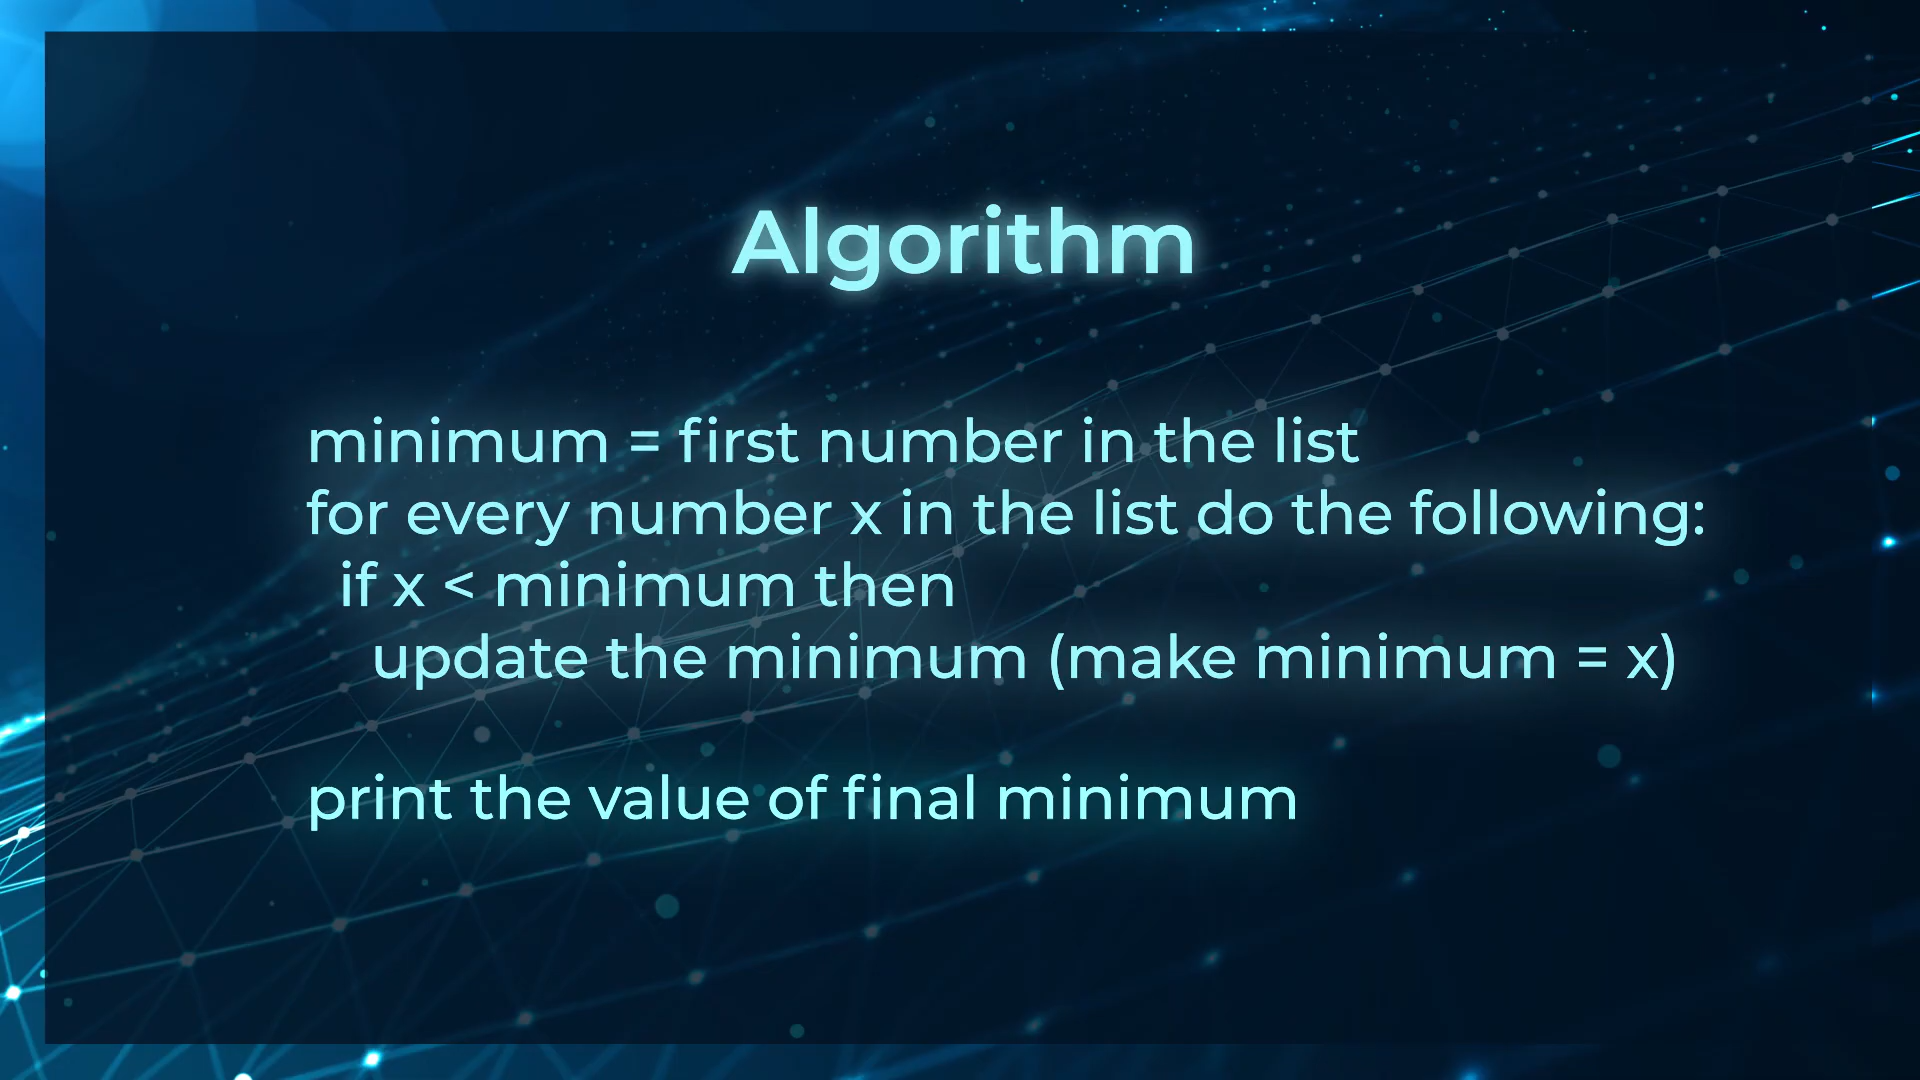 Algorithm
minimum = first number in the list
for every number x in the list do the following:
if x < minimum then
update the minimum (make minimum = x)
print the value of final minimum